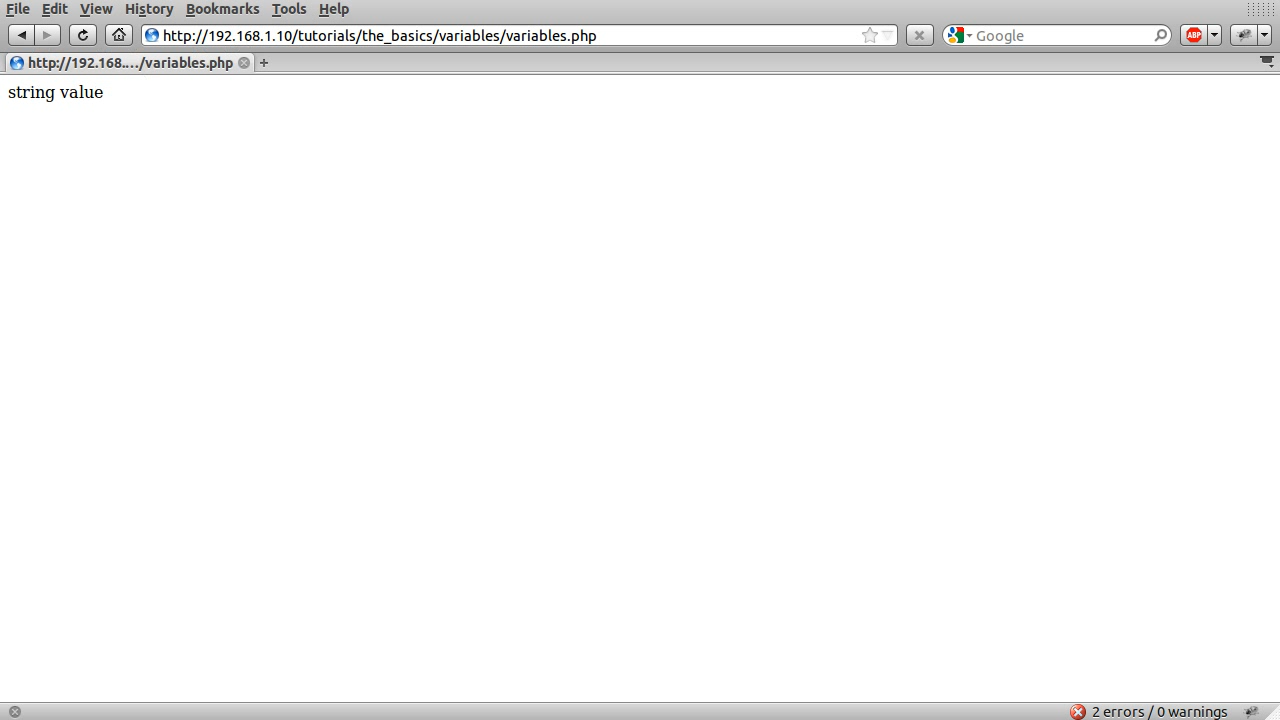 File Edit View History Bookmarks Tools Help
http://192.168.1.10/tutorials/the_basics/variables/variables.php Google ABP
http://192.168.…/variables.php
string value
2 errors / 0 warnings